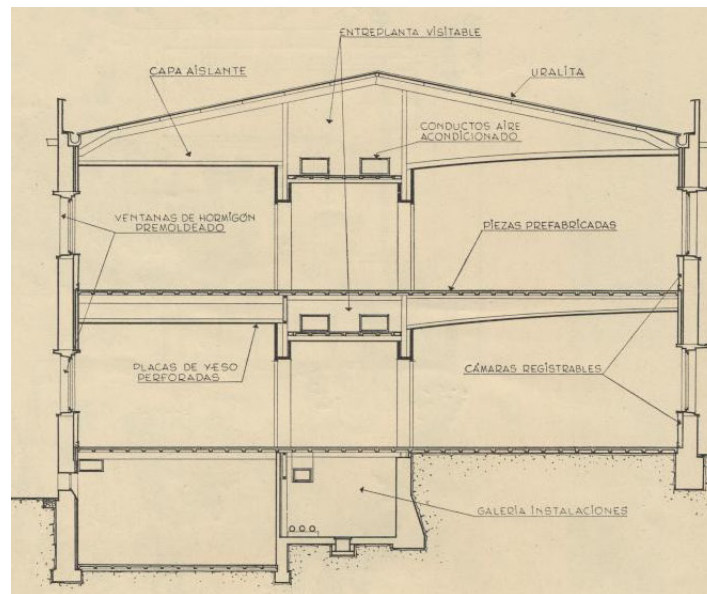 ENTREPLANTA VISITABLE
CAPA AISLANTE
URALITA
CONDUCTOS AIRE
ACONDICIONADO
VENTANAS DE HORMIGÓN
PREMOLDEADO
PIEZAS PREFABRICADAS
PLACAS DE YESO
PERFORADAS
CÁMARAS REGISTRABLES
GALERÍA INSTALACIONES